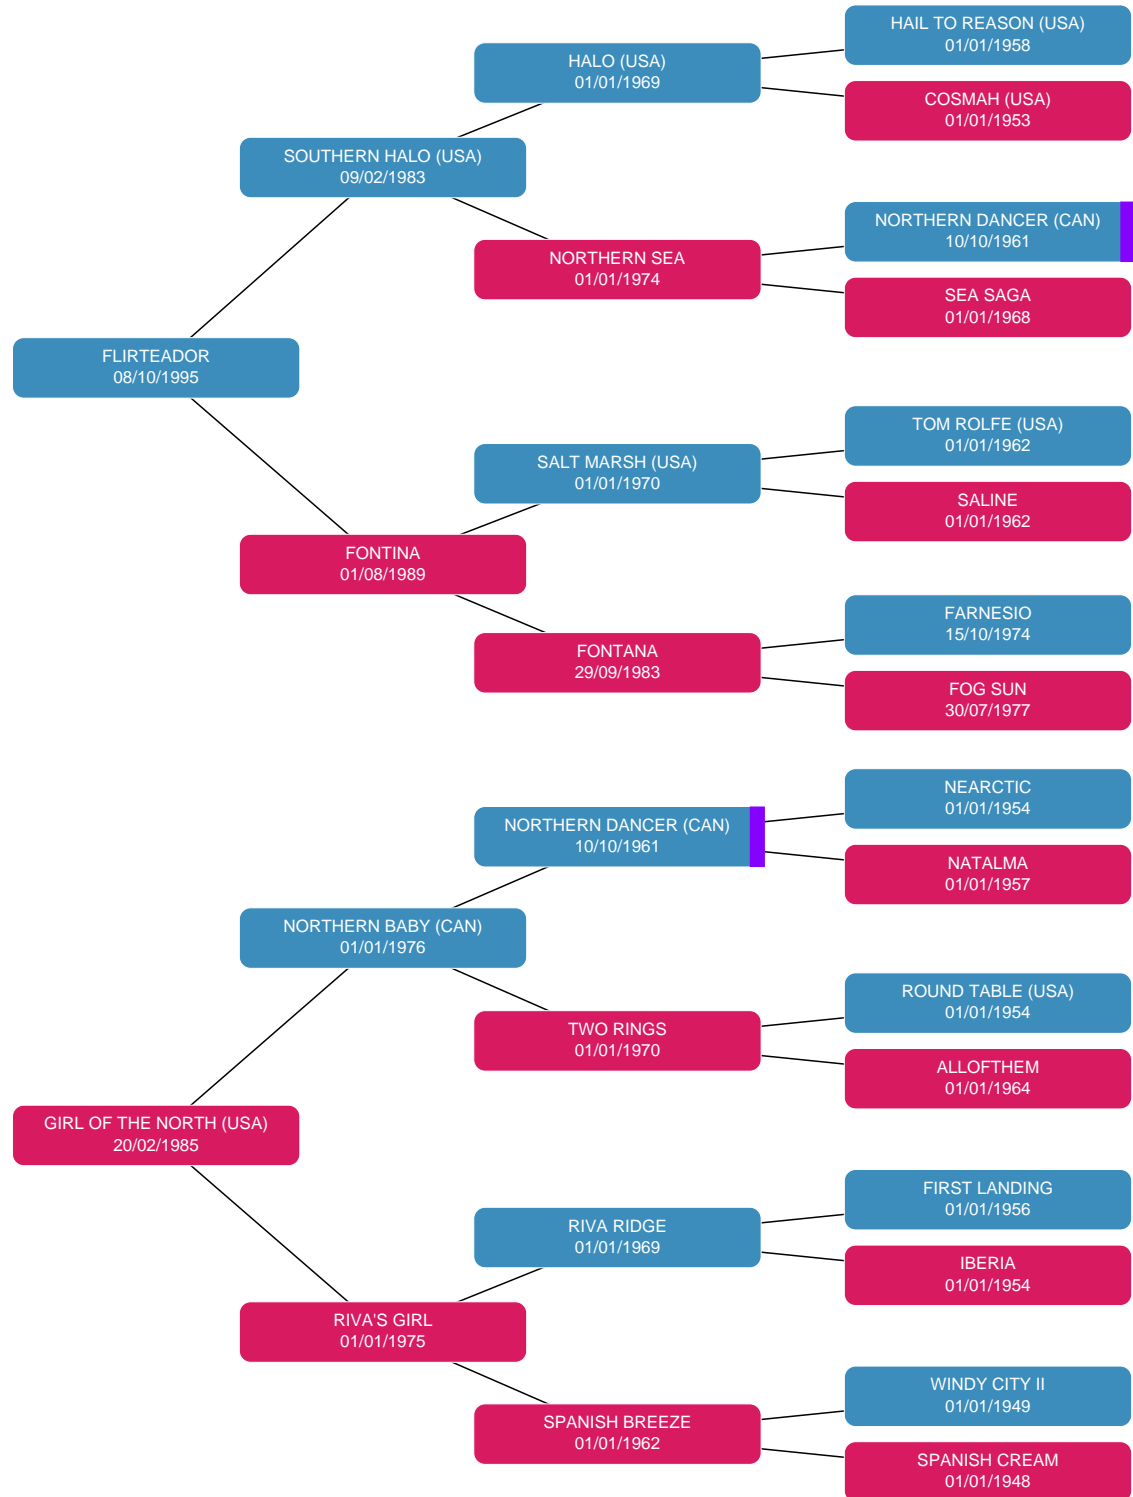 HAIL TO REASON (USA)
01/01/1958
HALO (USA)
01/01/1969
COSMAH (USA)
01/01/1953
SOUTHERN HALO (USA)
09/02/1983
NORTHERN DANCER (CAN)
10/10/1961
NORTHERN SEA
01/01/1974
SEA SAGA
01/01/1968
FLIRTEADOR
08/10/1995
TOM ROLFE (USA)
01/01/1962
SALT MARSH (USA)
01/01/1970
SALINE
01/01/1962
FONTINA
01/08/1989
FARNESIO
15/10/1974
FONTANA
29/09/1983
FOG SUN
30/07/1977
NEARCTIC
01/01/1954
NORTHERN DANCER (CAN)
10/10/1961
NATALMA
01/01/1957
NORTHERN BABY (CAN)
01/01/1976
ROUND TABLE (USA)
01/01/1954
TWO RINGS
01/01/1970
ALLOFTHEM
01/01/1964
GIRL OF THE NORTH (USA)
20/02/1985
FIRST LANDING
01/01/1956
RIVA RIDGE
01/01/1969
IBERIA
01/01/1954
RIVA'S GIRL
01/01/1975
WINDY CITY II
01/01/1949
SPANISH BREEZE
01/01/1962
SPANISH CREAM
01/01/1948